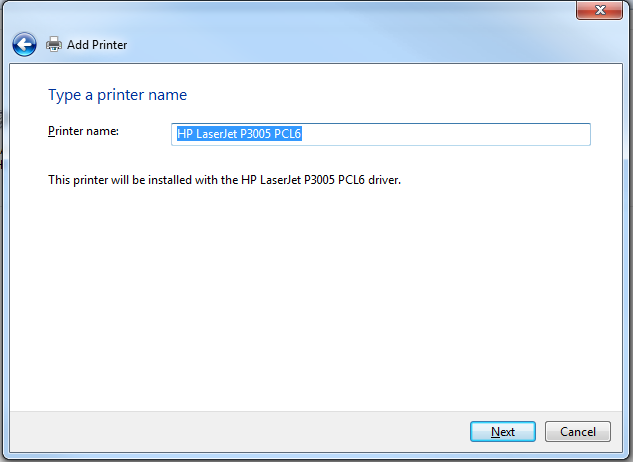 Add Printer
Type a printer name
Printer name: HP LaserJet P3005 PCL6
This printer will be installed with the HP LaserJet P3005 PCL6 driver.
Next Cancel